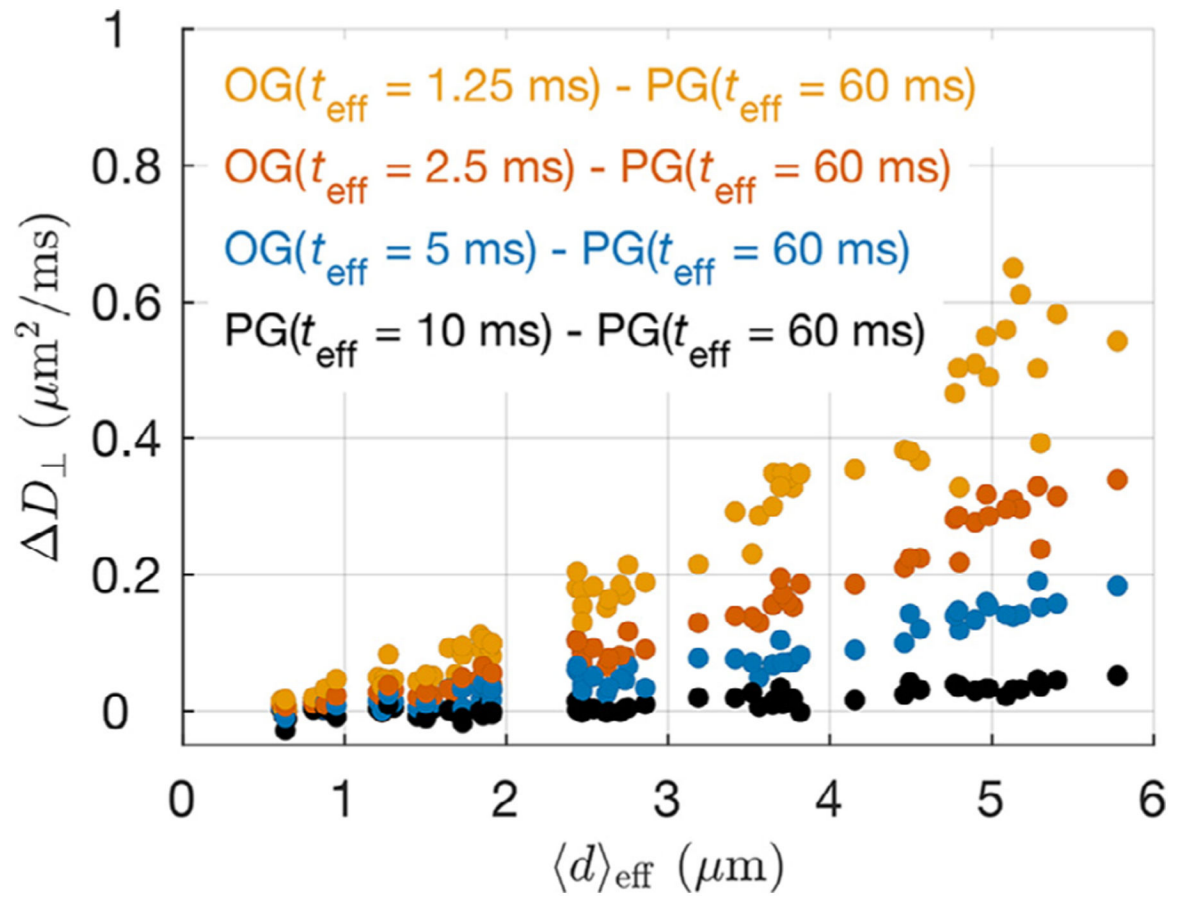 1
0.8
0.6
0.4
0.2
0
OG(teff = 1.25 ms) - PG(teff = 60 ms)
OG(teff = 2.5 ms) - PG(teff = 60 ms)
OG(teff = 5 ms) - PG(teff = 60 ms)
PG(teff = 10 ms) - PG(teff = 60 ms)
ΔD⊥ (μm²/ms)
0 1 2 3 4 5 6
⟨d⟩eff (μm)